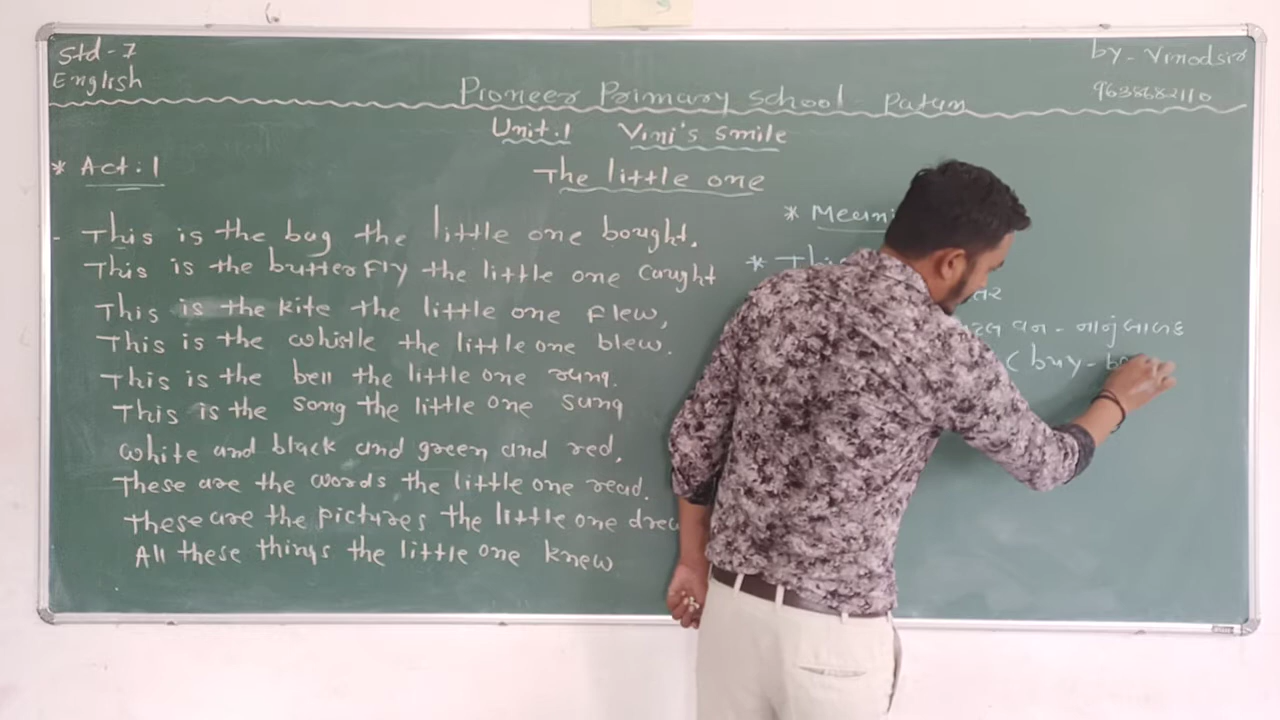 Std-7
English
by- Vinodsir
9638682110
Pioneer Primary School Patan
Unit.1 Vini's smile
The little one
* Act:1
- This is the bag the little one bought.
This is the butterfly the little one caught
This is the kite the little one flew,
This is the whistle the little one blew.
This is the bell the little one rung.
This is the song the little one sung
white and black and green and red,
These are the words the little one read.
These are the pictures the little one
All these things the little one knew
*
*
(buy-